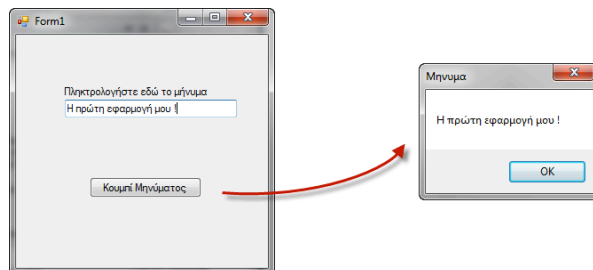 Form1
Πληκτρολογήστε εδώ το μήνυμα
Η πρώτη εφαρμογή μου !
Κουμπί Μηνύματος
Μηνυμα
Η πρώτη εφαρμογή μου !
OK